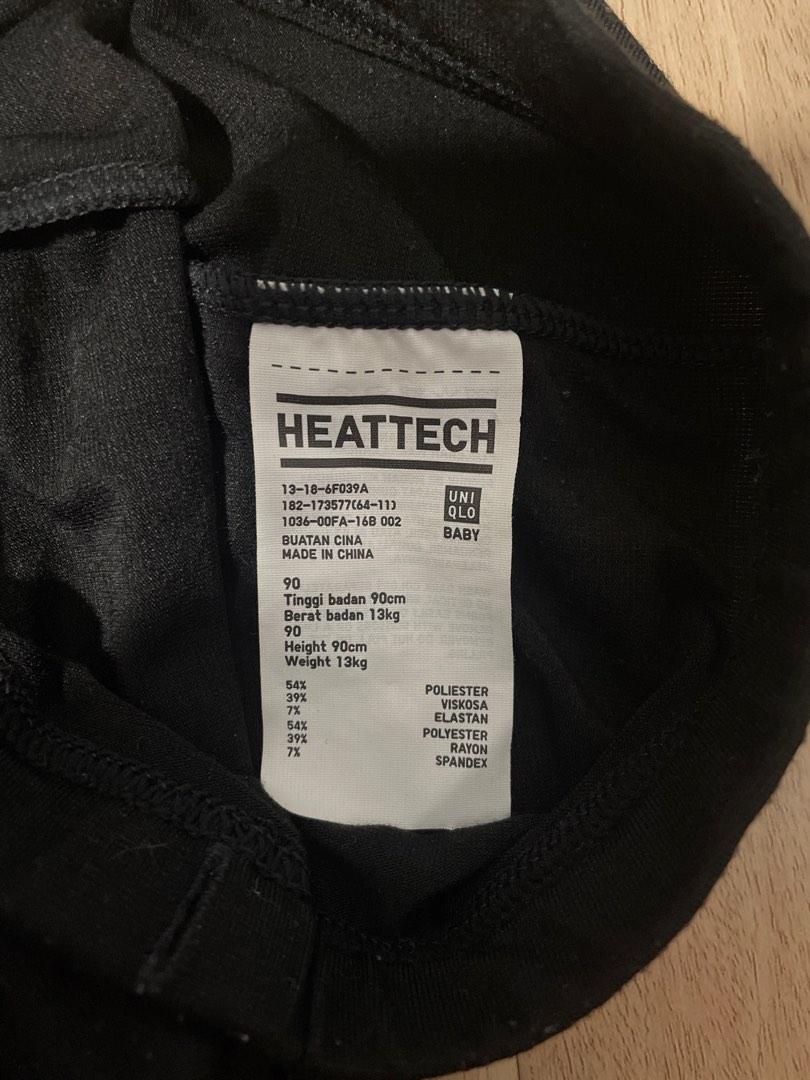 HEATTECH
13-18-6F039A
182-173577(64-11)
1036-00FA-16B 002
UNI
QLO
BABY
BUATAN CINA
MADE IN CHINA
90
Tinggi badan 90cm
Berat badan 13kg
90
Height 90cm
Weight 13kg
54% POLIESTER
39% VISKOSA
7% ELASTAN
54% POLYESTER
39% RAYON
7% SPANDEX